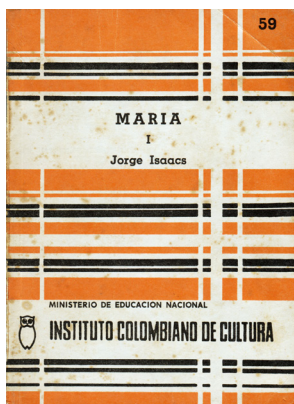 59
MARIA
I
Jorge Isaacs
MINISTERIO DE EDUCACION NACIONAL
INSTITUTO COLOMBIANO DE CULTURA